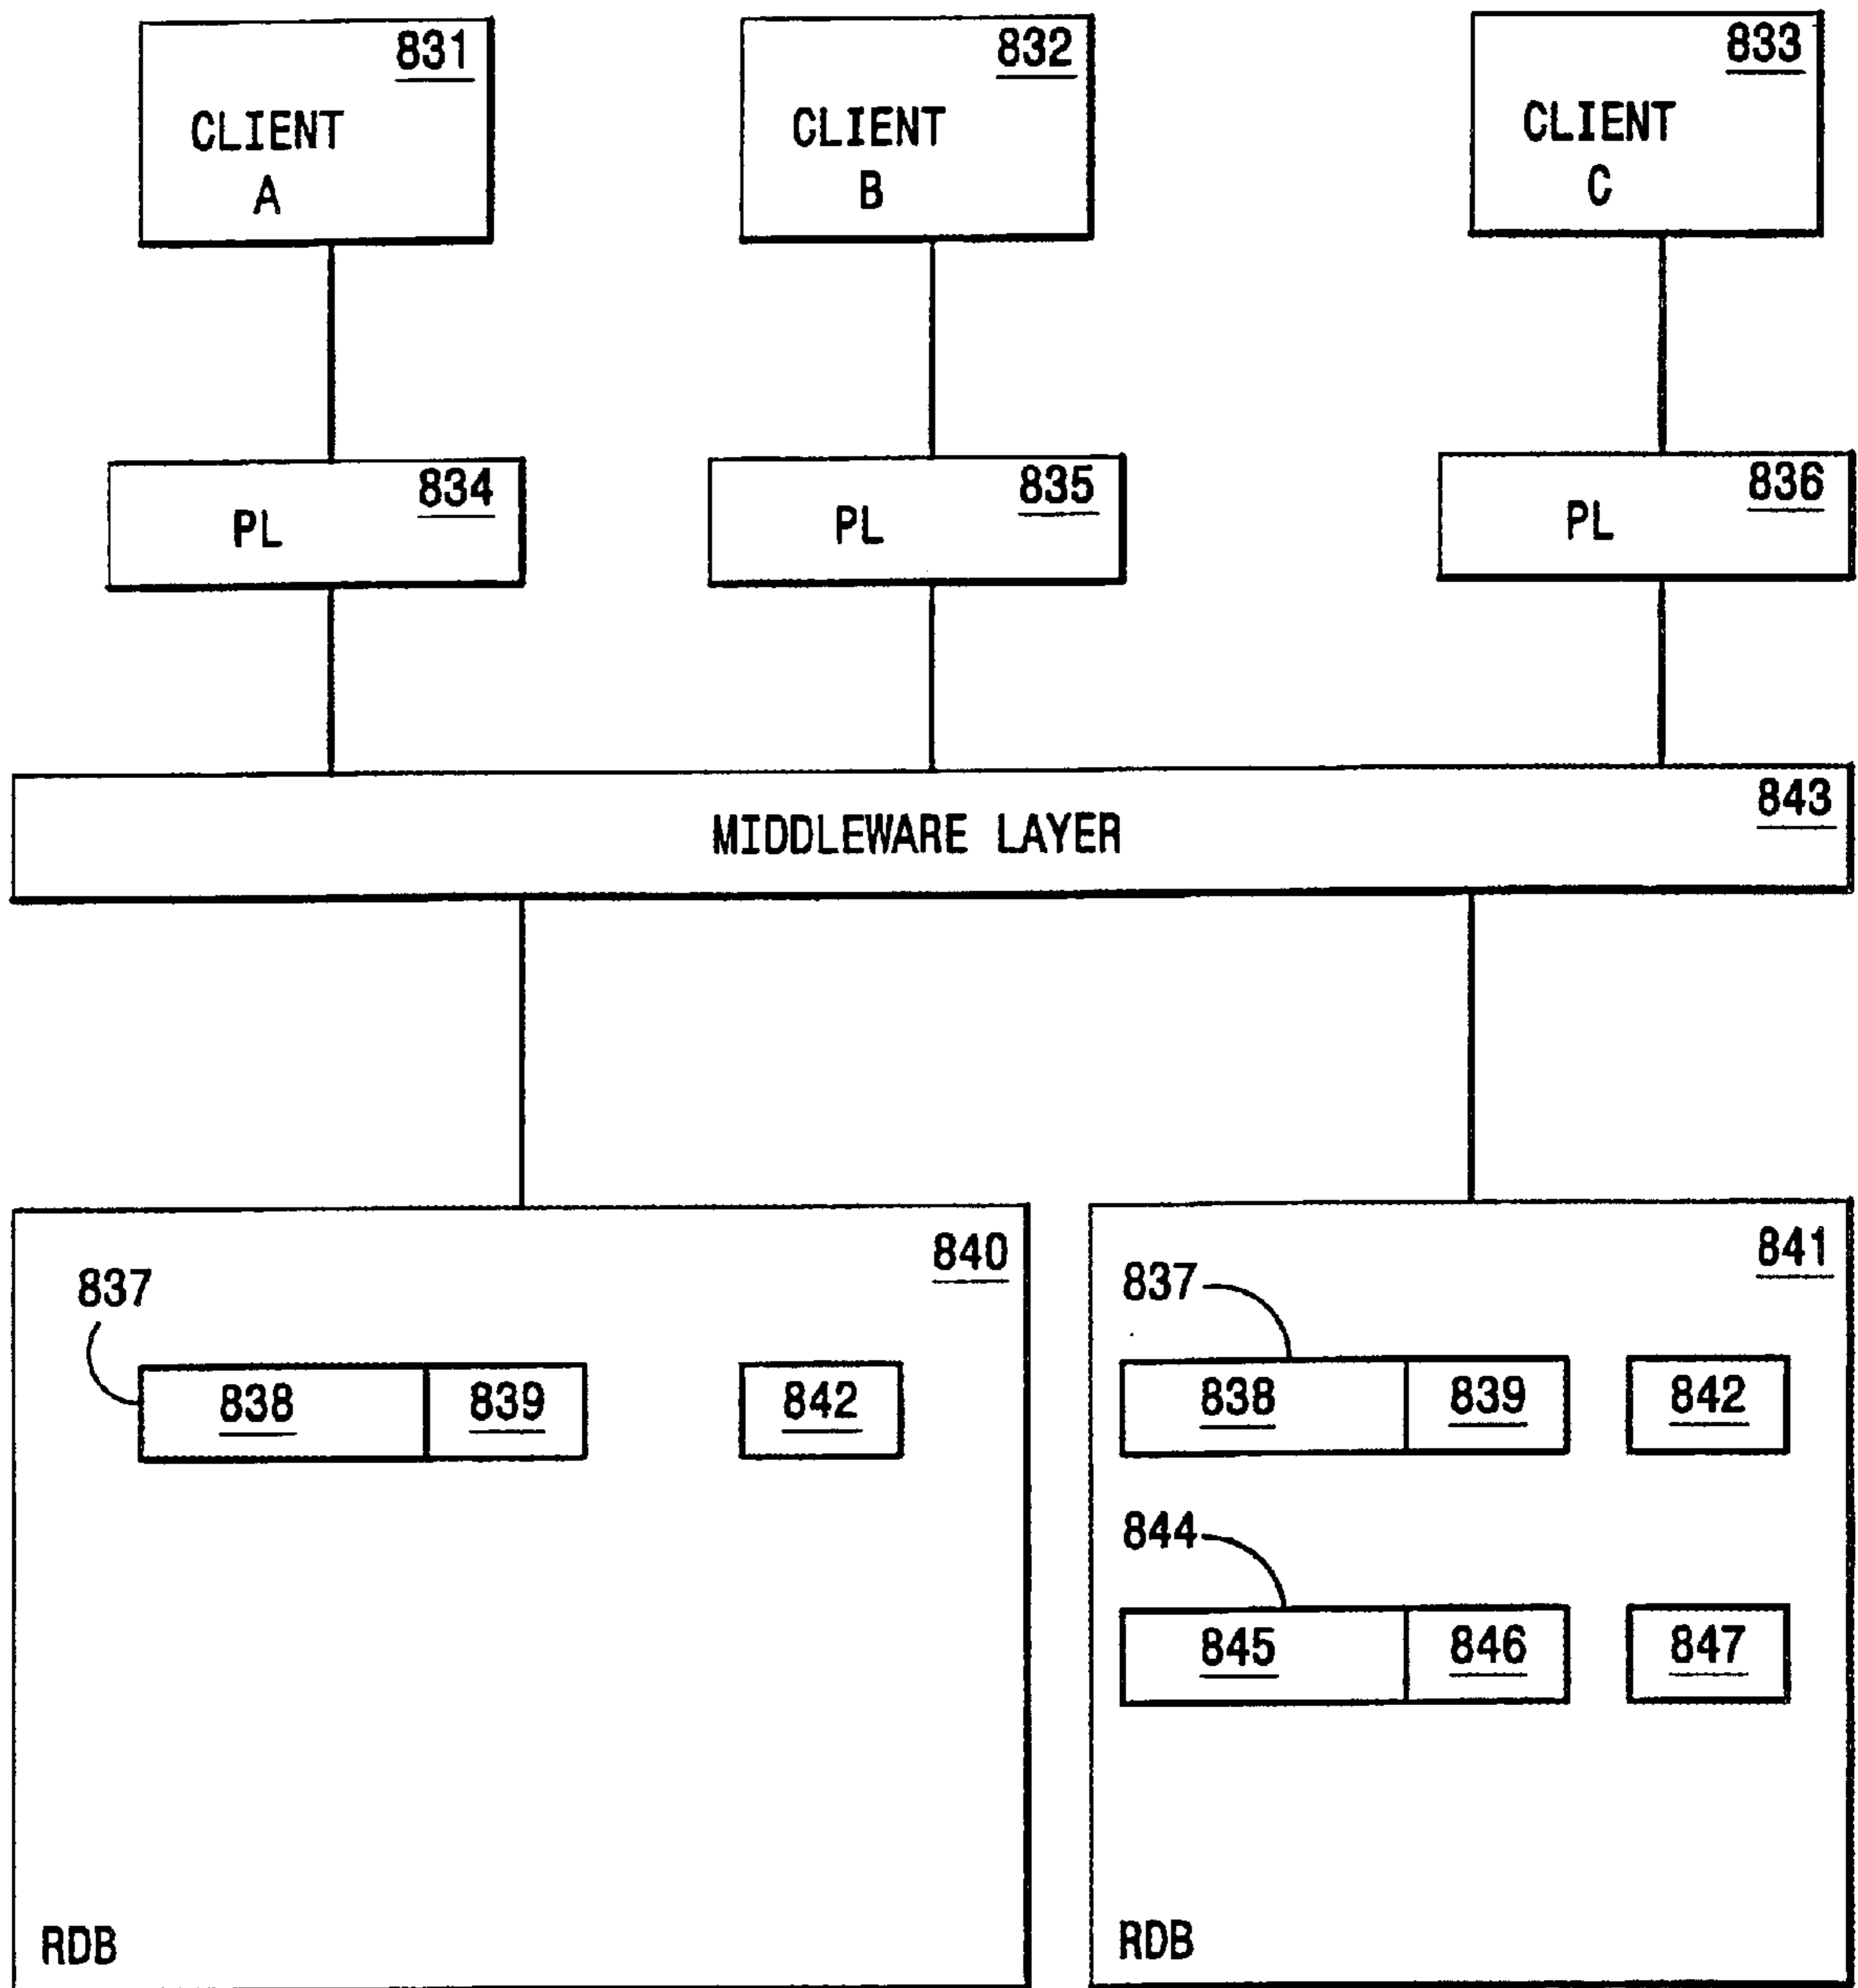 831
CLIENT
A
832
CLIENT
B
833
CLIENT
C
834
PL
835
PL
836
PL
843
MIDDLEWARE LAYER
840
837
838
839
842
RDB
841
837
838
839
842
844
845
846
847
RDB